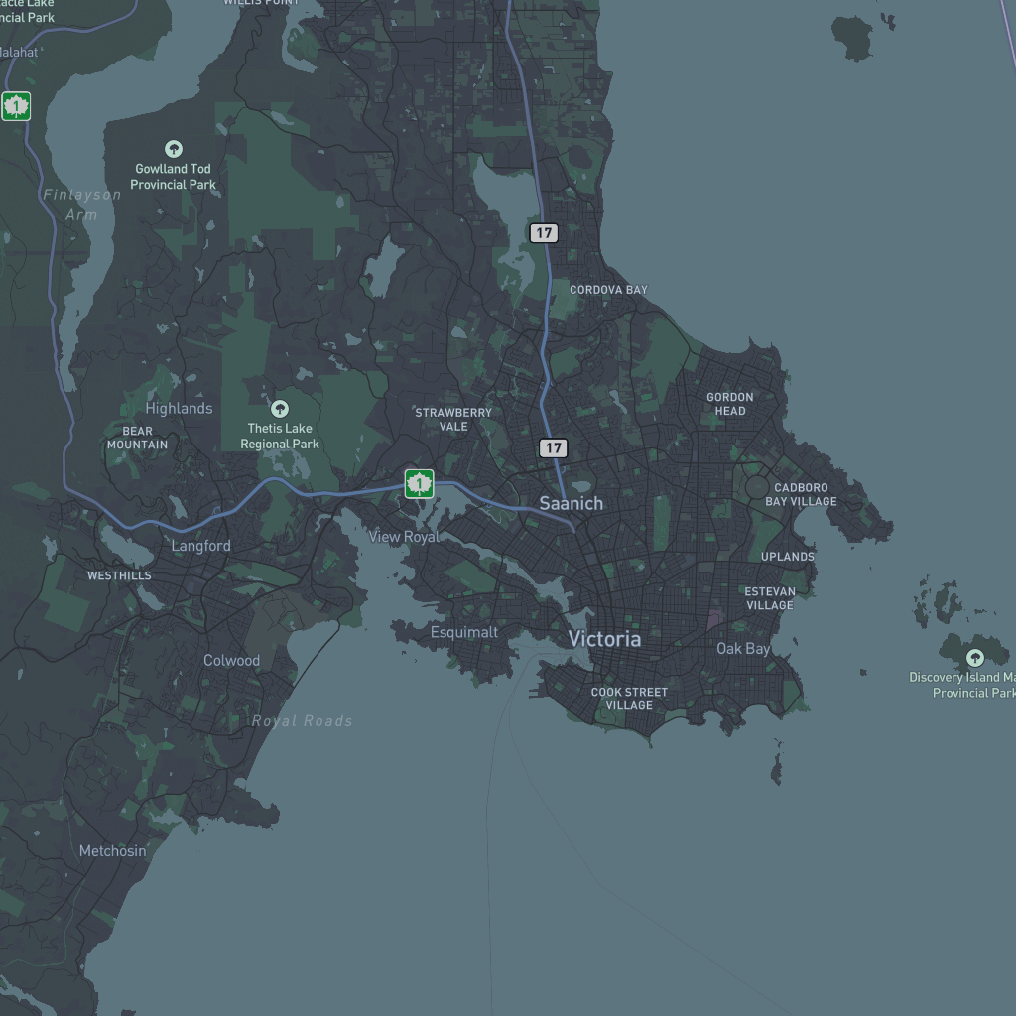 acle Lake
ncial Park
WILLIS POINT
Malahat
1
Gowlland Tod
Provincial Park
Finlayson
Arm
17
CORDOVA BAY
Highlands
BEAR
MOUNTAIN
Thetis Lake
Regional Park
STRAWBERRY
VALE
GORDON
HEAD
17
1
CADBORO
BAY VILLAGE
Saanich
View Royal
Langford
UPLANDS
WESTHILLS
ESTEVAN
VILLAGE
Esquimalt
Victoria
Oak Bay
Colwood
Discovery Island Ma
Provincial Park
COOK STREET
VILLAGE
Royal Roads
Metchosin